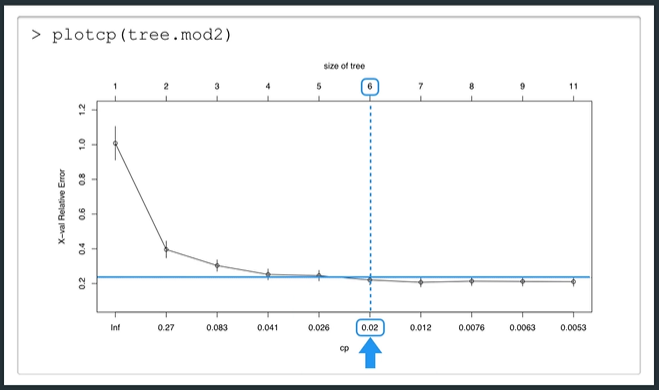 > plotcp(tree.mod2)
size of tree
1 2 3 4 5 6 7 8 9 11
X-val Relative Error
1.2
1.0
0.8
0.6
0.4
0.2
Inf 0.27 0.083 0.041 0.026 0.02 0.012 0.0076 0.0063 0.0053
cp